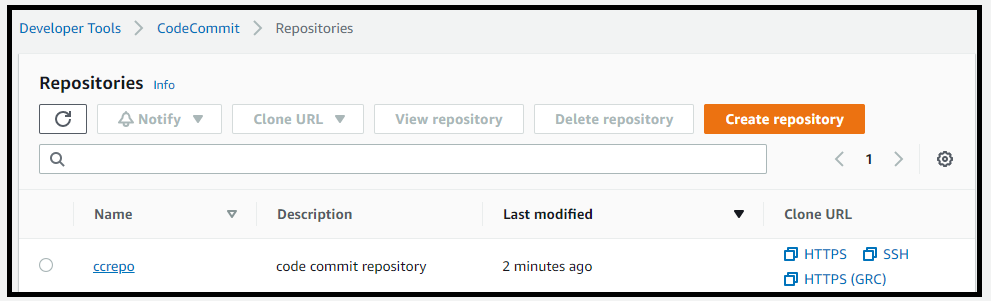 Developer Tools > CodeCommit > Repositories
Repositories Info
Notify Clone URL View repository Delete repository Create repository
1
Name Description Last modified Clone URL
ccrepo code commit repository 2 minutes ago HTTPS SSH
HTTPS (GRC)